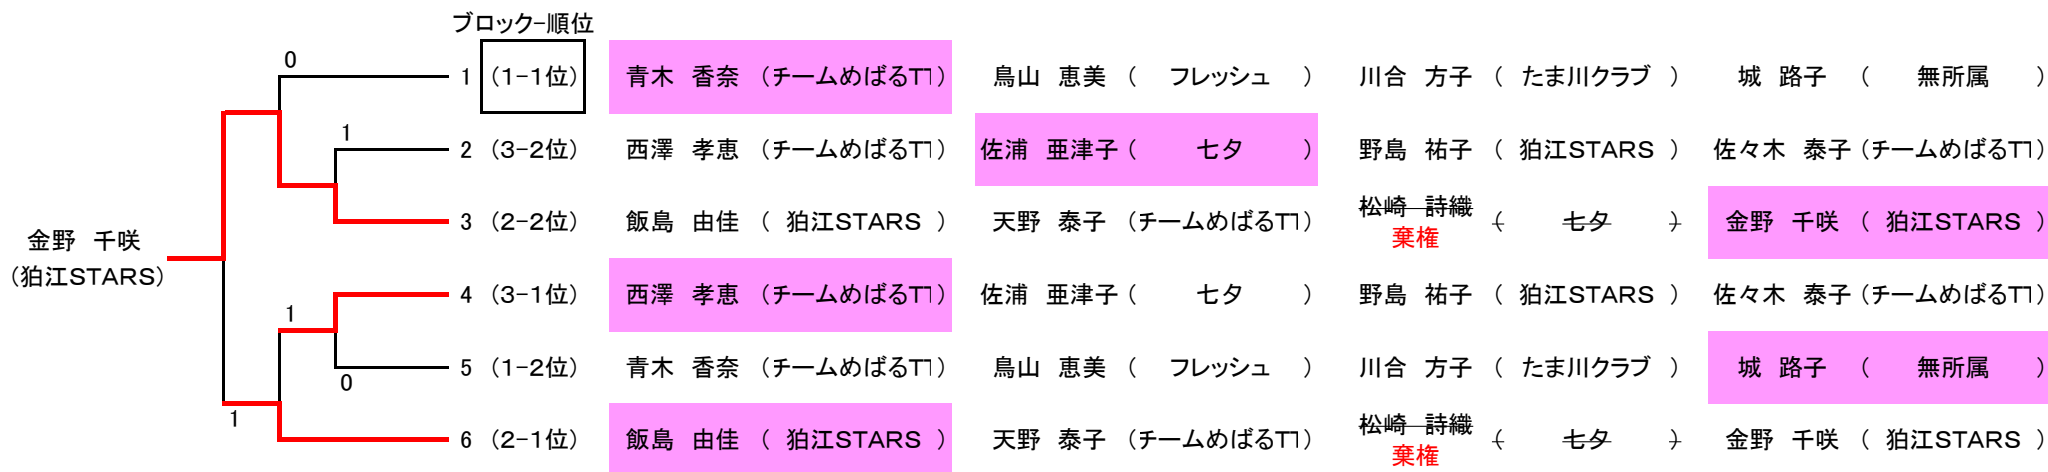 ブロック-順位
0
1 (1-1位) 青木 香奈 (チームめばるTT) 鳥山 恵美 ( フレッシュ ) 川合 方子 ( たま川クラブ ) 城 路子 ( 無所属 )
1
2 (3-2位) 西澤 孝恵 (チームめばるTT) 佐浦 亜津子 ( 七夕 ) 野島 祐子 ( 狛江STARS ) 佐々木 泰子 (チームめばるTT)
3 (2-2位) 飯島 由佳 ( 狛江STARS ) 天野 泰子 (チームめばるTT) 松崎 詩織 ( 七夕 ) 金野 千咲 ( 狛江STARS )
棄権
金野 千咲
(狛江STARS)
4 (3-1位) 西澤 孝恵 (チームめばるTT) 佐浦 亜津子 ( 七夕 ) 野島 祐子 ( 狛江STARS ) 佐々木 泰子 (チームめばるTT)
1
5 (1-2位) 青木 香奈 (チームめばるTT) 鳥山 恵美 ( フレッシュ ) 川合 方子 ( たま川クラブ ) 城 路子 ( 無所属 )
0
1
6 (2-1位) 飯島 由佳 ( 狛江STARS ) 天野 泰子 (チームめばるTT) 松崎 詩織 ( 七夕 ) 金野 千咲 ( 狛江STARS )
棄権